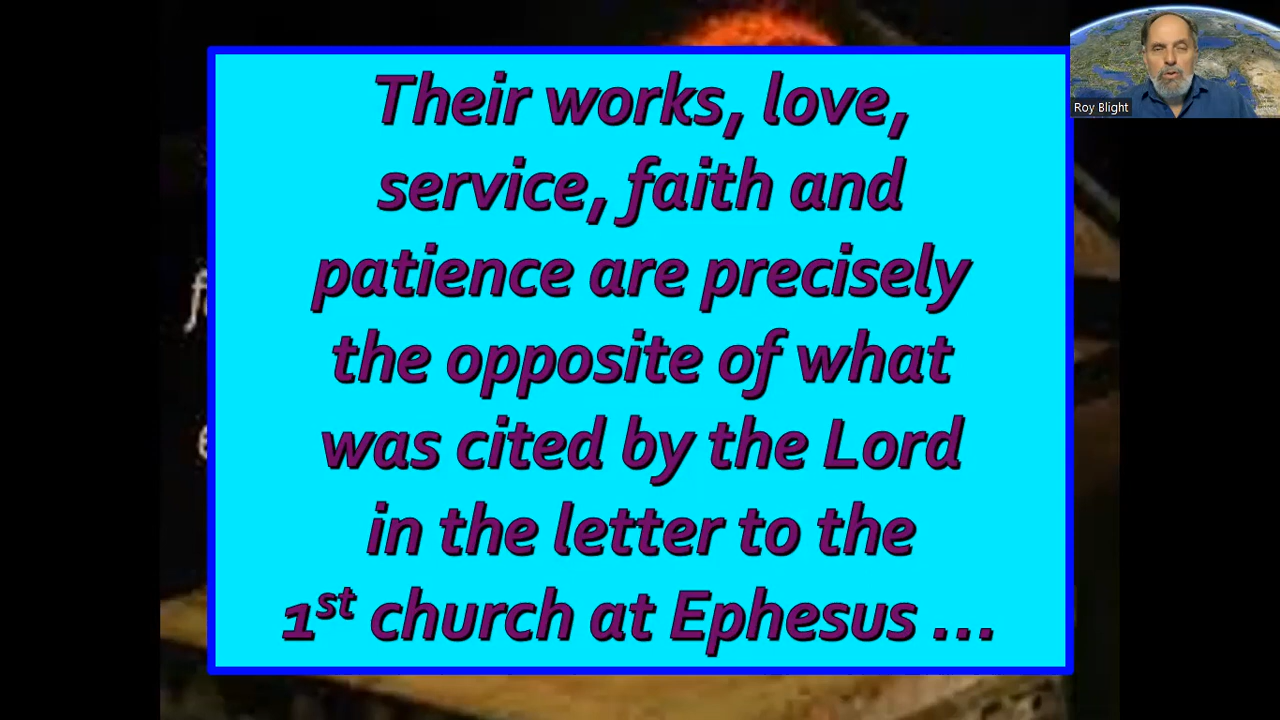 Their works, love,
service, faith and
patience are precisely
the opposite of what
was cited by the Lord
in the letter to the
1st church at Ephesus ...
Roy Blight